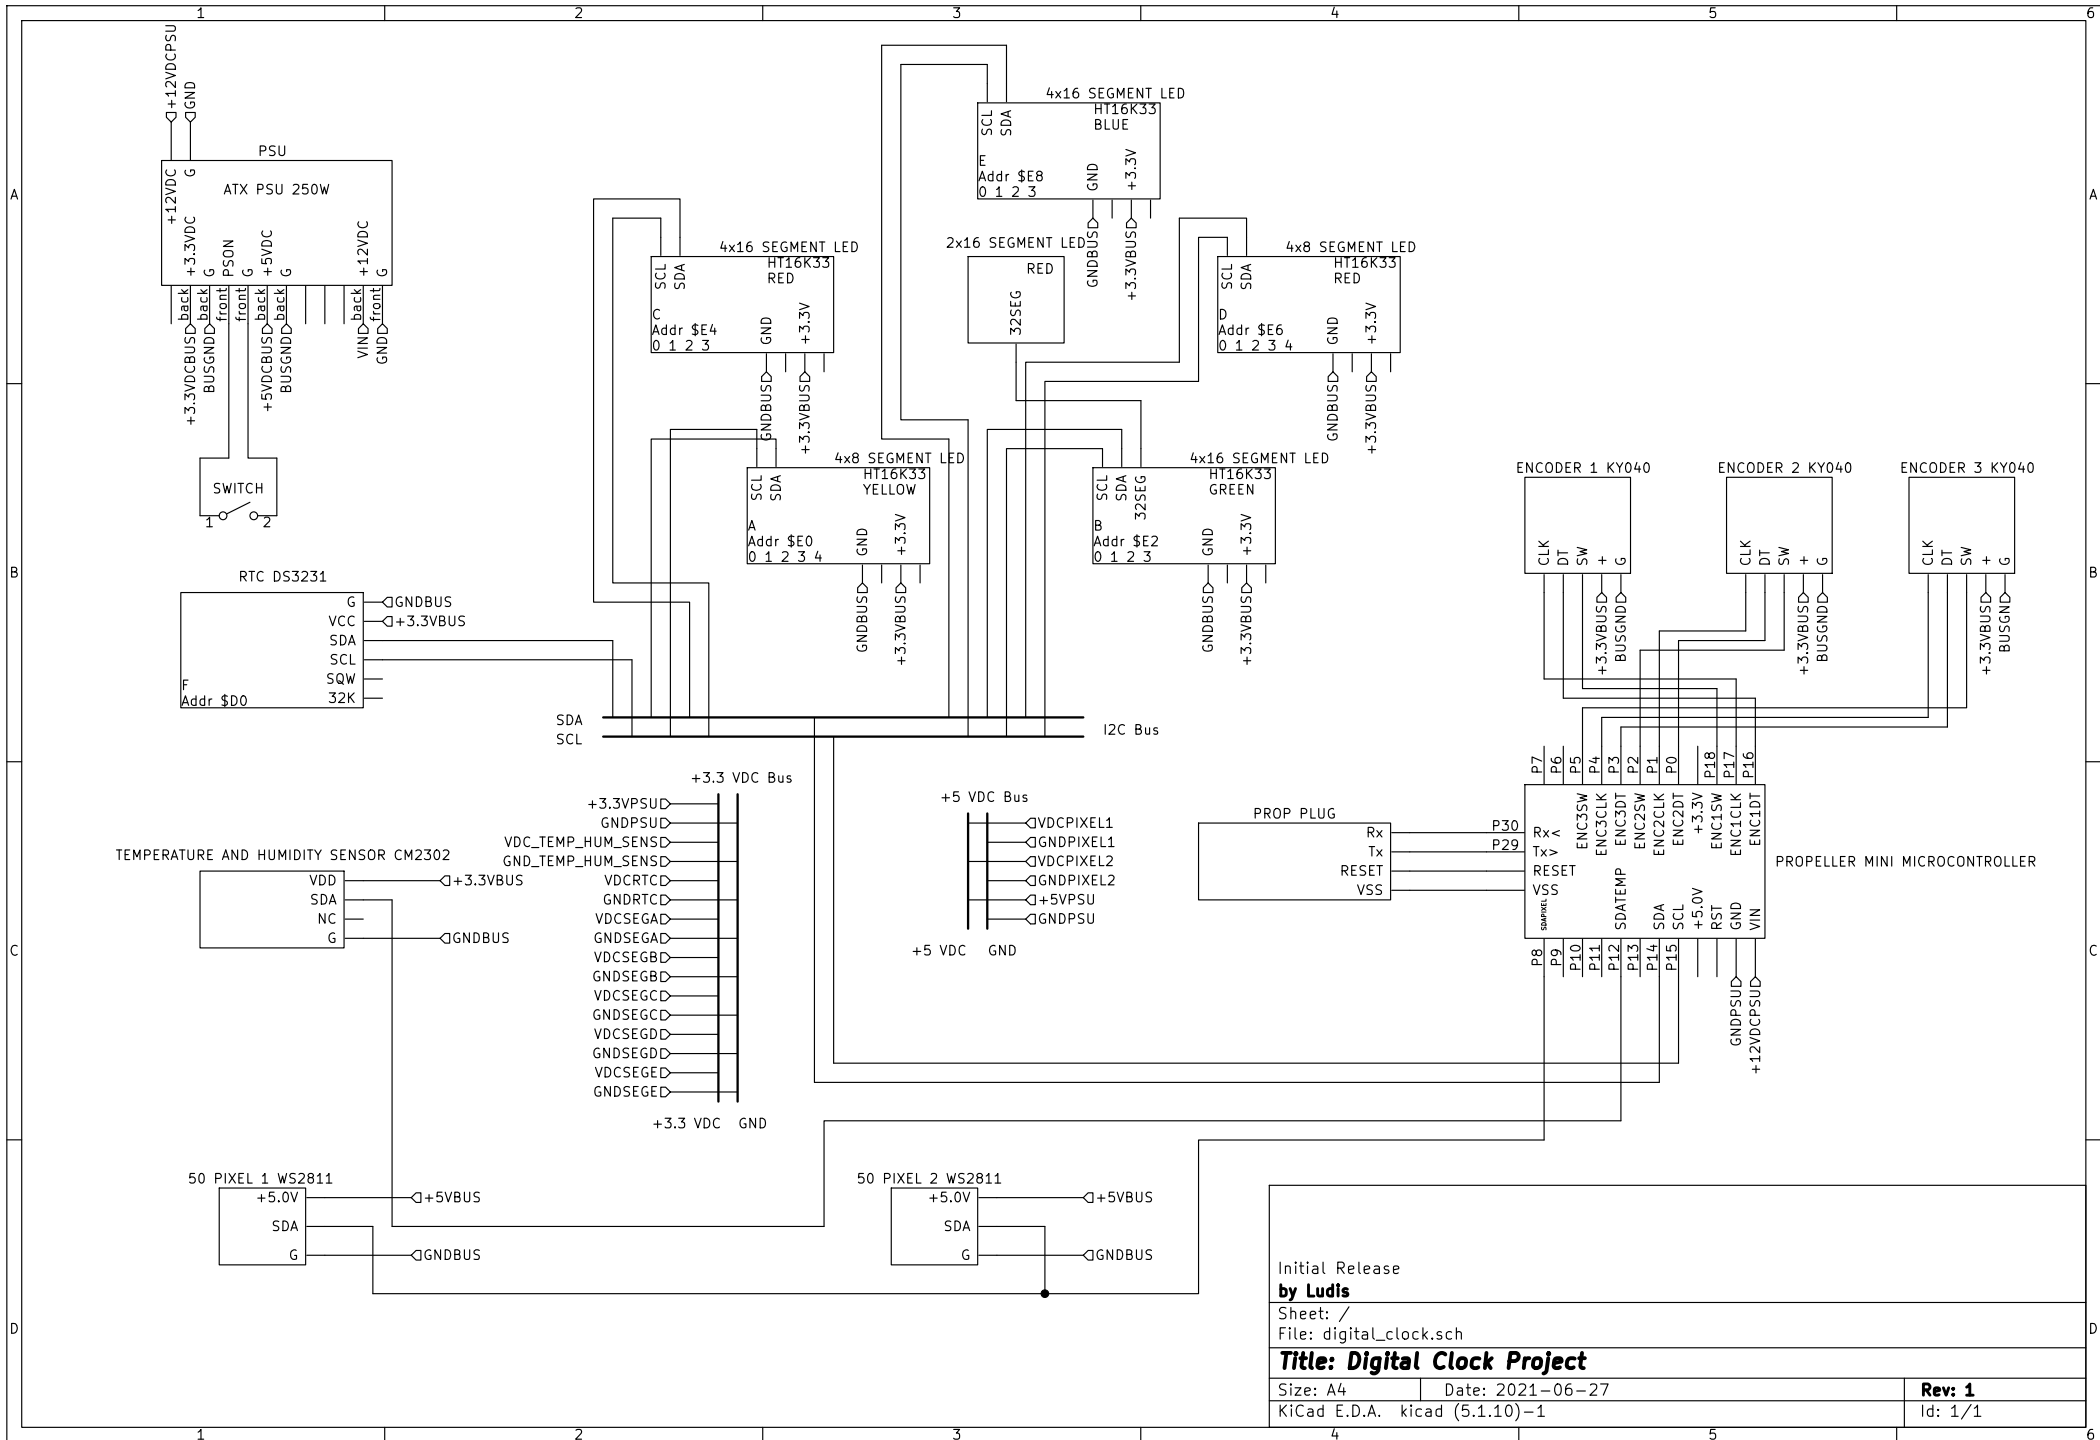 1 2 3 4 5 6
A
B
C
D
+12VDCPSU
GND
PSU
ATX PSU 250W
+12VDC
G
+3.3VDC
G
PSON
G
+5VDC
G
+12VDC
G
back
back
front
front
back
back
back
front
+3.3VDCBUS
BUSGND
+5VDCBUS
BUSGND
VIN
GND
SWITCH
1 2
4x16 SEGMENT LED
HT16K33
BLUE
SCL
SDA
E
Addr $E8
0 1 2 3
GND
+3.3V
GNDBUS
+3.3VBUS
4x16 SEGMENT LED
HT16K33
RED
SCL
SDA
C
Addr $E4
0 1 2 3
GND
+3.3V
GNDBUS
+3.3VBUS
2x16 SEGMENT LED
RED
32SEG
4x8 SEGMENT LED
HT16K33
RED
SCL
SDA
D
Addr $E6
0 1 2 3 4
GND
+3.3V
GNDBUS
+3.3VBUS
4x8 SEGMENT LED
HT16K33
YELLOW
SCL
SDA
A
Addr $E0
0 1 2 3 4
GND
+3.3V
GNDBUS
+3.3VBUS
4x16 SEGMENT LED
HT16K33
GREEN
SCL
SDA
32SEG
B
Addr $E2
0 1 2 3
GND
+3.3V
GNDBUS
+3.3VBUS
ENCODER 1 KY040
CLK
DT
SW
+
G
+3.3VBUS
BUSGND
ENCODER 2 KY040
CLK
DT
SW
+
G
+3.3VBUS
BUSGND
ENCODER 3 KY040
CLK
DT
SW
+
G
+3.3VBUS
BUSGND
RTC DS3231
G
GNDBUS
VCC
+3.3VBUS
SDA
SCL
SQW
32K
F
Addr $D0
SDA
SCL
I2C Bus
+3.3 VDC Bus
+3.3VPSU
GNDPSU
VDC_TEMP_HUM_SENS
GND_TEMP_HUM_SENS
VDCRTC
GNDRTC
VDCSEGA
GNDSEGA
VDCSEGB
GNDSEGB
VDCSEGC
GNDSEGC
VDCSEGD
GNDSEGD
VDCSEGE
GNDSEGE
+3.3 VDC GND
+5 VDC Bus
VDCPIXEL1
GNDPIXEL1
VDCPIXEL2
GNDPIXEL2
+5VPSU
GNDPSU
+5 VDC GND
TEMPERATURE AND HUMIDITY SENSOR CM2302
VDD
+3.3VBUS
SDA
NC
G
GNDBUS
PROP PLUG
Rx
Tx
RESET
VSS
P30
P29
PROPELLER MINI MICROCONTROLLER
P7
P6
P5
P4
P3
P2
P1
P0
P18
P17
P16
ENC3SW
ENC3CLK
ENC3DT
ENC2SW
ENC2CLK
ENC2DT
+3.3V
ENC1SW
ENC1CLK
ENC1DT
Rx<
Tx>
RESET
VSS
SDAPIXEL
SDATEMP
SDA
SCL
+5.0V
RST
GND
VIN
P8
P9
P10
P11
P12
P13
P14
P15
GNDPSU
+12VDCPSU
50 PIXEL 1 WS2811
+5.0V
+5VBUS
SDA
G
GNDBUS
50 PIXEL 2 WS2811
+5.0V
+5VBUS
SDA
G
GNDBUS
Initial Release
by Ludis
Sheet: /
File: digital_clock.sch
Title: Digital Clock Project
Size: A4 Date: 2021-06-27 Rev: 1
KiCad E.D.A. kicad (5.1.10)-1 Id: 1/1
A
B
C
D
1 2 3 4 5 6